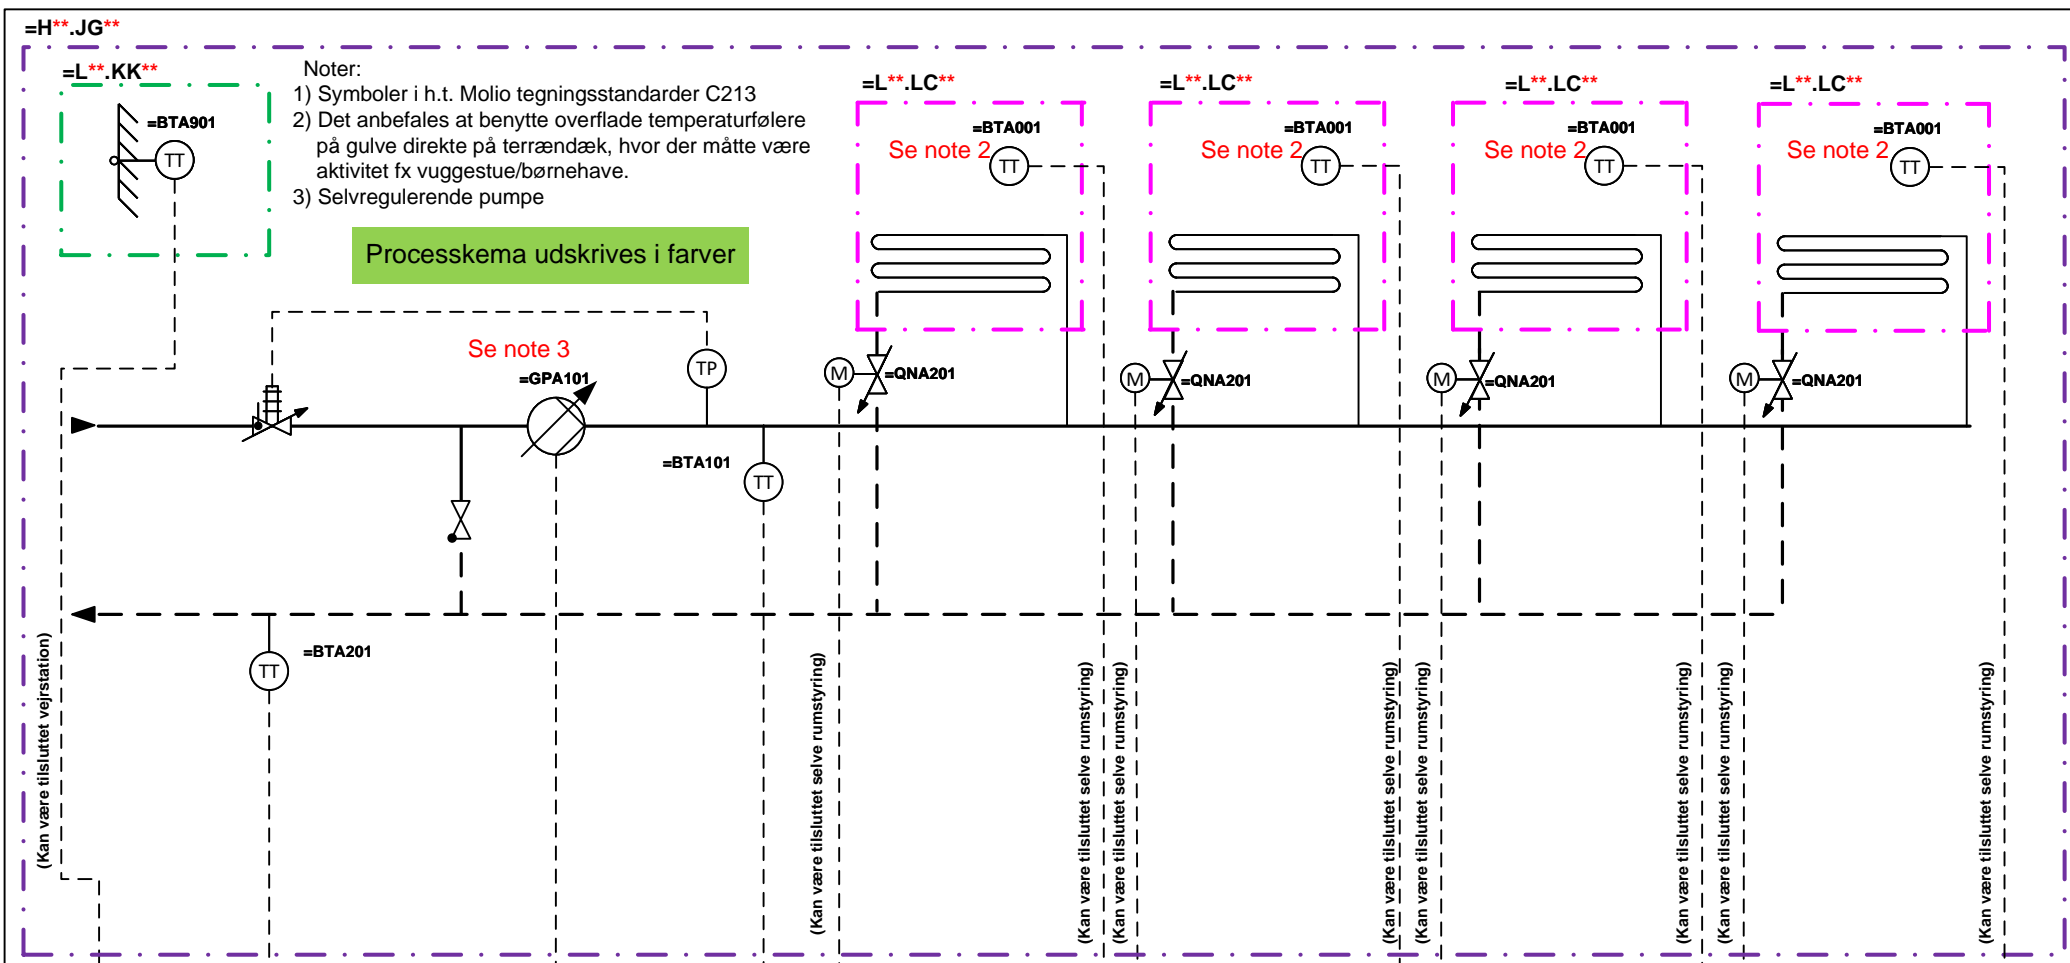 =H**.JG**
=L**.KK**
=BTA901
TT
Noter:
1) Symboler i h.t. Molio tegningsstandarder C213
2) Det anbefales at benytte overflade temperaturfølere
på gulve direkte på terrændæk, hvor der måtte være
aktivitet fx vuggestue/børnehave.
3) Selvregulerende pumpe
Processkema udskrives i farver
=L**.LC**
=BTA001
Se note 2
TT
=L**.LC**
=BTA001
Se note 2
TT
=L**.LC**
=BTA001
Se note 2
TT
=L**.LC**
=BTA001
Se note 2
TT
Se note 3
=GPA101
TP
M
=QNA201
M
=QNA201
M
=QNA201
M
=QNA201
=BTA101
TT
=BTA201
TT
(Kan være tilsluttet vejrstation)
(Kan være tilsluttet selve rumstyring)
(Kan være tilsluttet selve rumstyring)
(Kan være tilsluttet selve rumstyring)
(Kan være tilsluttet selve rumstyring)
(Kan være tilsluttet selve rumstyring)
(Kan være tilsluttet selve rumstyring)
(Kan være tilsluttet selve rumstyring)
(Kan være tilsluttet selve rumstyring)